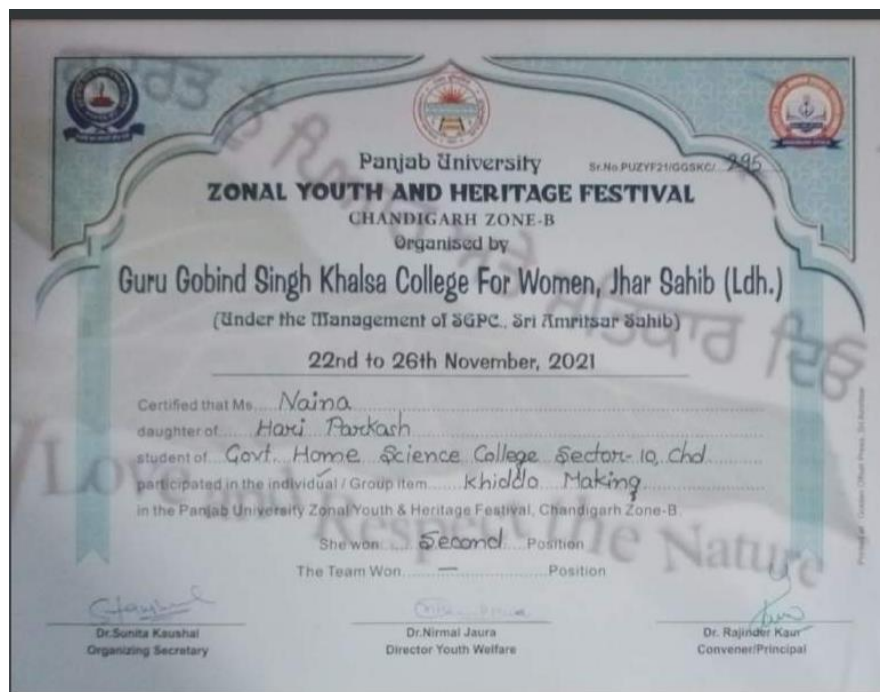 Panjab University
Sr.No.PUZYF21/GGSKC/...295
ZONAL YOUTH AND HERITAGE FESTIVAL
CHANDIGARH ZONE-B
Organised by
Guru Gobind Singh Khalsa College For Women, Jhar Sahib (Ldh.)
(Under the Management of SGPC., Sri Amritsar Sahib)
22nd to 26th November, 2021
Certified that Ms....Naina
daughter of....Hari Parkash
student of...Govt. Home Science College Sector-10, Chd
participated in the individual / Group item....Khiddo Making
in the Panjab University Zonal Youth & Heritage Festival, Chandigarh Zone-B.
She won......Second....Position
The Team Won......—......Position
Love and Respect the Nature
Dr.Sunita Kaushal
Organizing Secretary
Dr.Nirmal Jaura
Director Youth Welfare
Dr. Rajinder Kaur
Convener/Principal